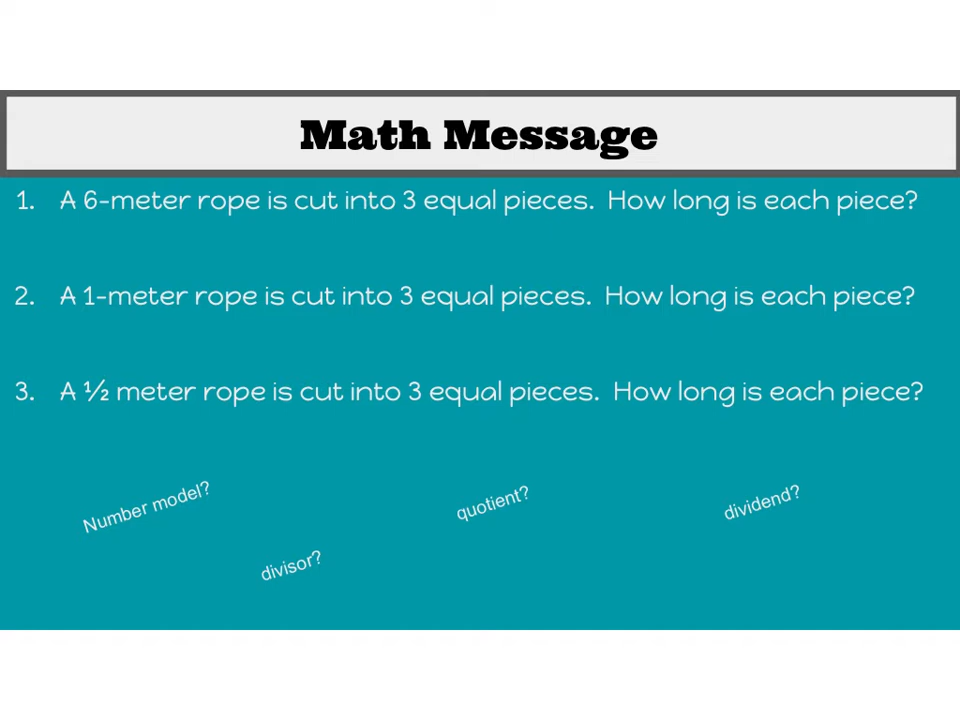 Math Message
1. A 6-meter rope is cut into 3 equal pieces. How long is each piece?
2. A 1-meter rope is cut into 3 equal pieces. How long is each piece?
3. A ½ meter rope is cut into 3 equal pieces. How long is each piece?
Number model?
quotient?
dividend?
divisor?